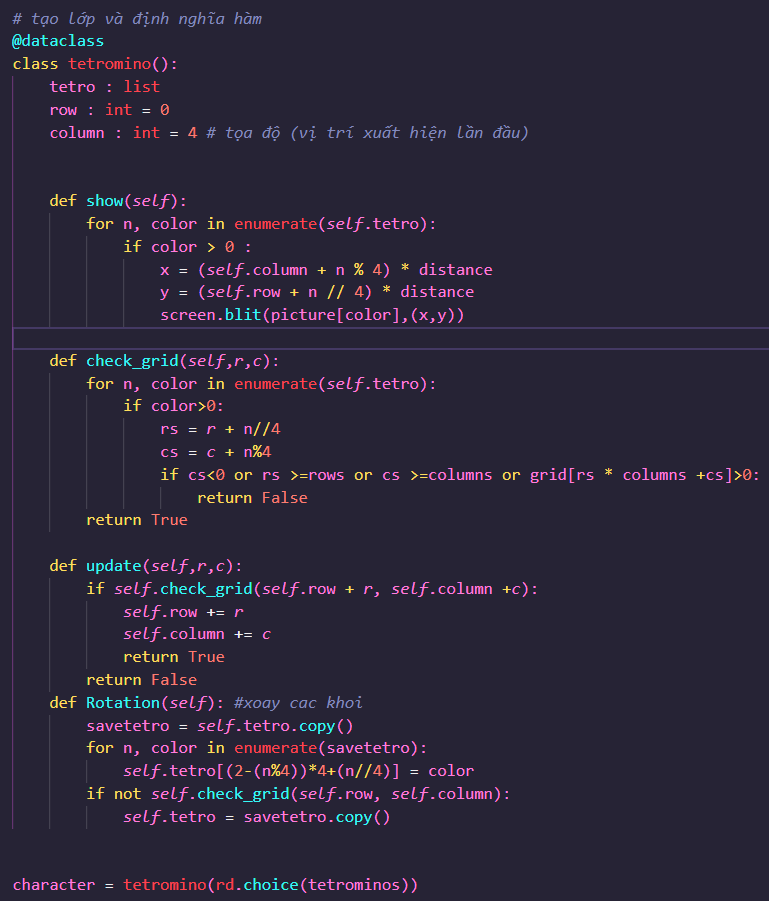 # tạo lớp và định nghĩa hàm
@dataclass
class tetromino():
    tetro : list
    row : int = 0
    column : int = 4 # tọa độ (vị trí xuất hiện lần đầu)
    def show(self):
        for n, color in enumerate(self.tetro):
            if color > 0 :
                x = (self.column + n % 4) * distance
                y = (self.row + n // 4) * distance
                screen.blit(picture[color],(x,y))
    def check_grid(self,r,c):
        for n, color in enumerate(self.tetro):
            if color>0:
                rs = r + n//4
                cs = c + n%4
                if cs<0 or rs >=rows or cs >=columns or grid[rs * columns +cs]>0:
                    return False
        return True
    def update(self,r,c):
        if self.check_grid(self.row + r, self.column +c):
            self.row += r
            self.column += c
            return True
        return False
    def Rotation(self): #xoay cac khoi
        savetetro = self.tetro.copy()
        for n, color in enumerate(savetetro):
            self.tetro[(2-(n%4))*4+(n//4)] = color
        if not self.check_grid(self.row, self.column):
            self.tetro = savetetro.copy()
character = tetromino(rd.choice(tetrominos))